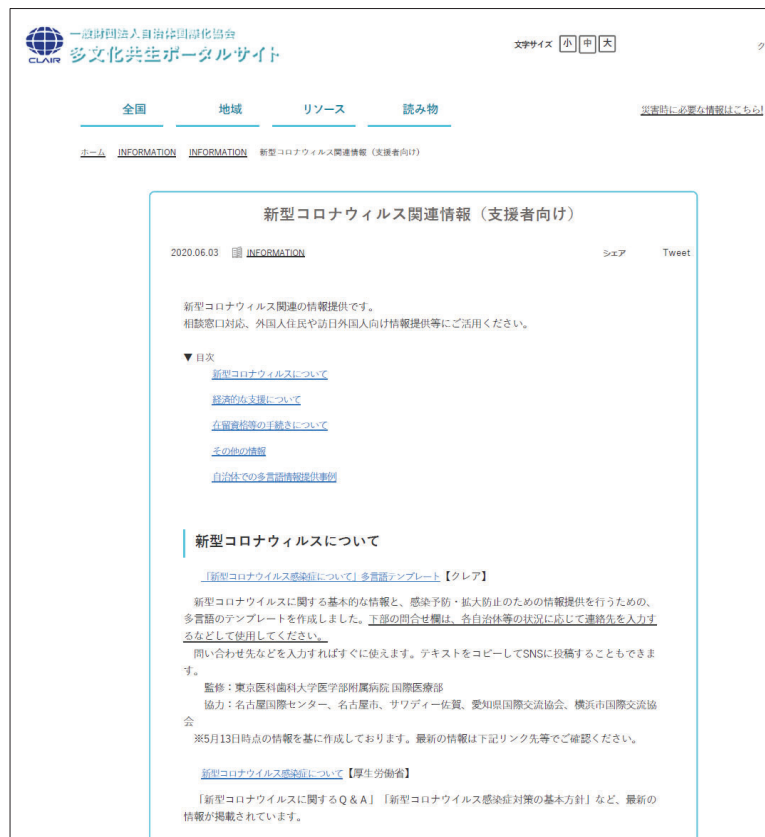 一般財団法人自治体国際化協会
多文化共生ポータルサイト
CLAIR
文字サイズ 小 中 大
ク
全国 地域 リソース 読み物
災害時に必要な情報はこちら!
ホーム INFORMATION INFORMATION 新型コロナウィルス関連情報（支援者向け）
新型コロナウィルス関連情報（支援者向け）
2020.06.03 INFORMATION シェア Tweet
新型コロナウィルス関連の情報提供です。
相談窓口対応、外国人住民や訪日外国人向け情報提供等にご活用ください。
▼目次
新型コロナウィルスについて
経済的な支援について
在留資格等の手続きについて
その他の情報
自治体での多言語情報提供事例
新型コロナウィルスについて
「新型コロナウイルス感染症について」多言語テンプレート【クレア】
新型コロナウイルスに関する基本的な情報と、感染予防・拡大防止のための情報提供を行うための、
多言語のテンプレートを作成しました。下部の問合せ欄は、各自治体等の状況に応じて連絡先を入力す
るなどして使用してください。
問い合わせ先などを入力すればすぐに使えます。テキストをコピーしてSNSに投稿することもできま
す。
監修：東京医科歯科大学医学部附属病院 国際医療部
協力：名古屋国際センター、名古屋市、サワディー佐賀、愛知県国際交流協会、横浜市国際交流協
会
※5月13日時点の情報を基に作成しております。最新の情報は下記リンク先等でご確認ください。
新型コロナウイルス感染症について【厚生労働省】
「新型コロナウイルスに関するＱ＆Ａ」「新型コロナウイルス感染症対策の基本方針」など、最新の
情報が掲載されています。